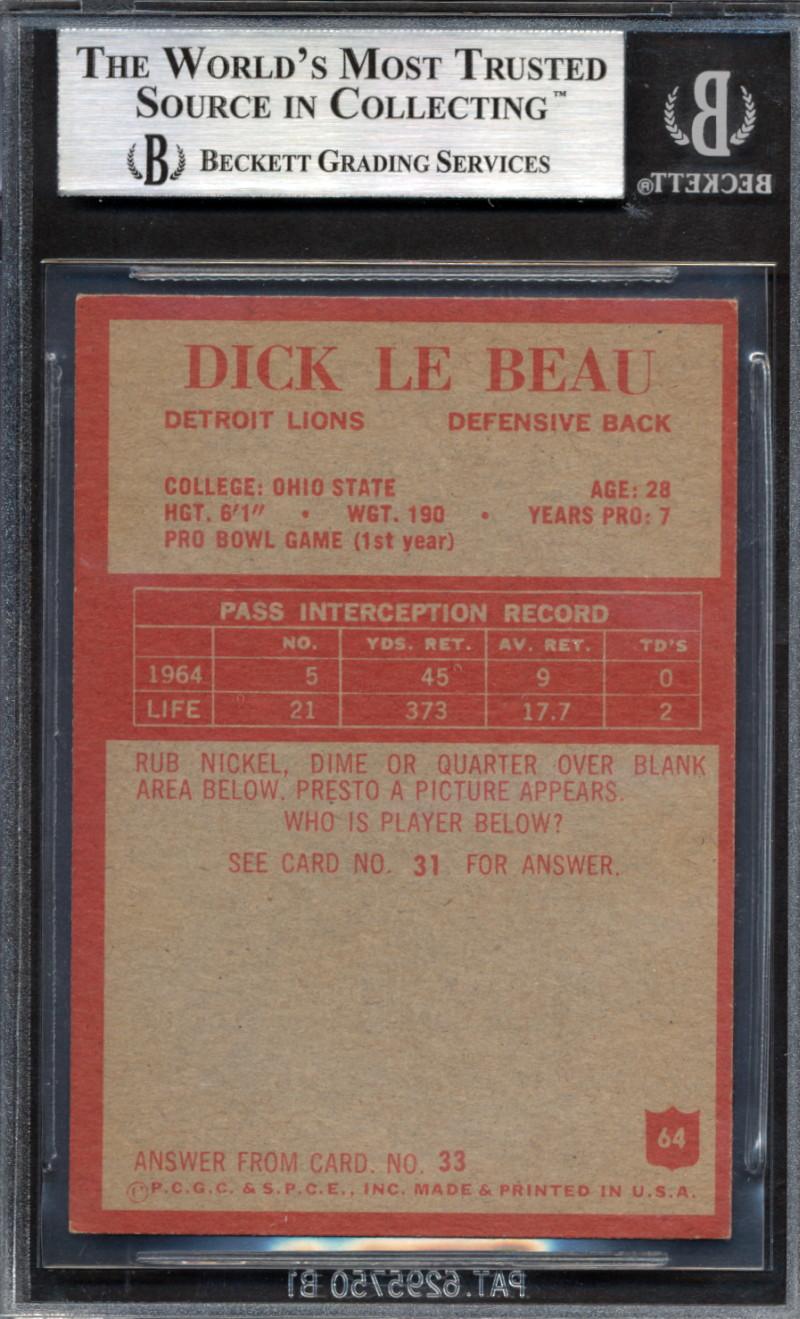 THE WORLD'S MOST TRUSTED
SOURCE IN COLLECTING™
B BECKETT GRADING SERVICES
B
BECKETT®
DICK LE BEAU
DETROIT LIONS DEFENSIVE BACK
COLLEGE: OHIO STATE AGE: 28
HGT. 6'1" • WGT. 190 • YEARS PRO: 7
PRO BOWL GAME (1st year)
PASS INTERCEPTION RECORD
NO. YDS. RET. AV. RET. TD'S
1964 5 45 9 0
LIFE 21 373 17.7 2
RUB NICKEL, DIME OR QUARTER OVER BLANK
AREA BELOW. PRESTO A PICTURE APPEARS.
WHO IS PLAYER BELOW?
SEE CARD NO. 31 FOR ANSWER.
64
ANSWER FROM CARD. NO. 33
©P.C.G.C. & S.P.C.E., INC. MADE & PRINTED IN U.S.A.
PAT.6295750 B1